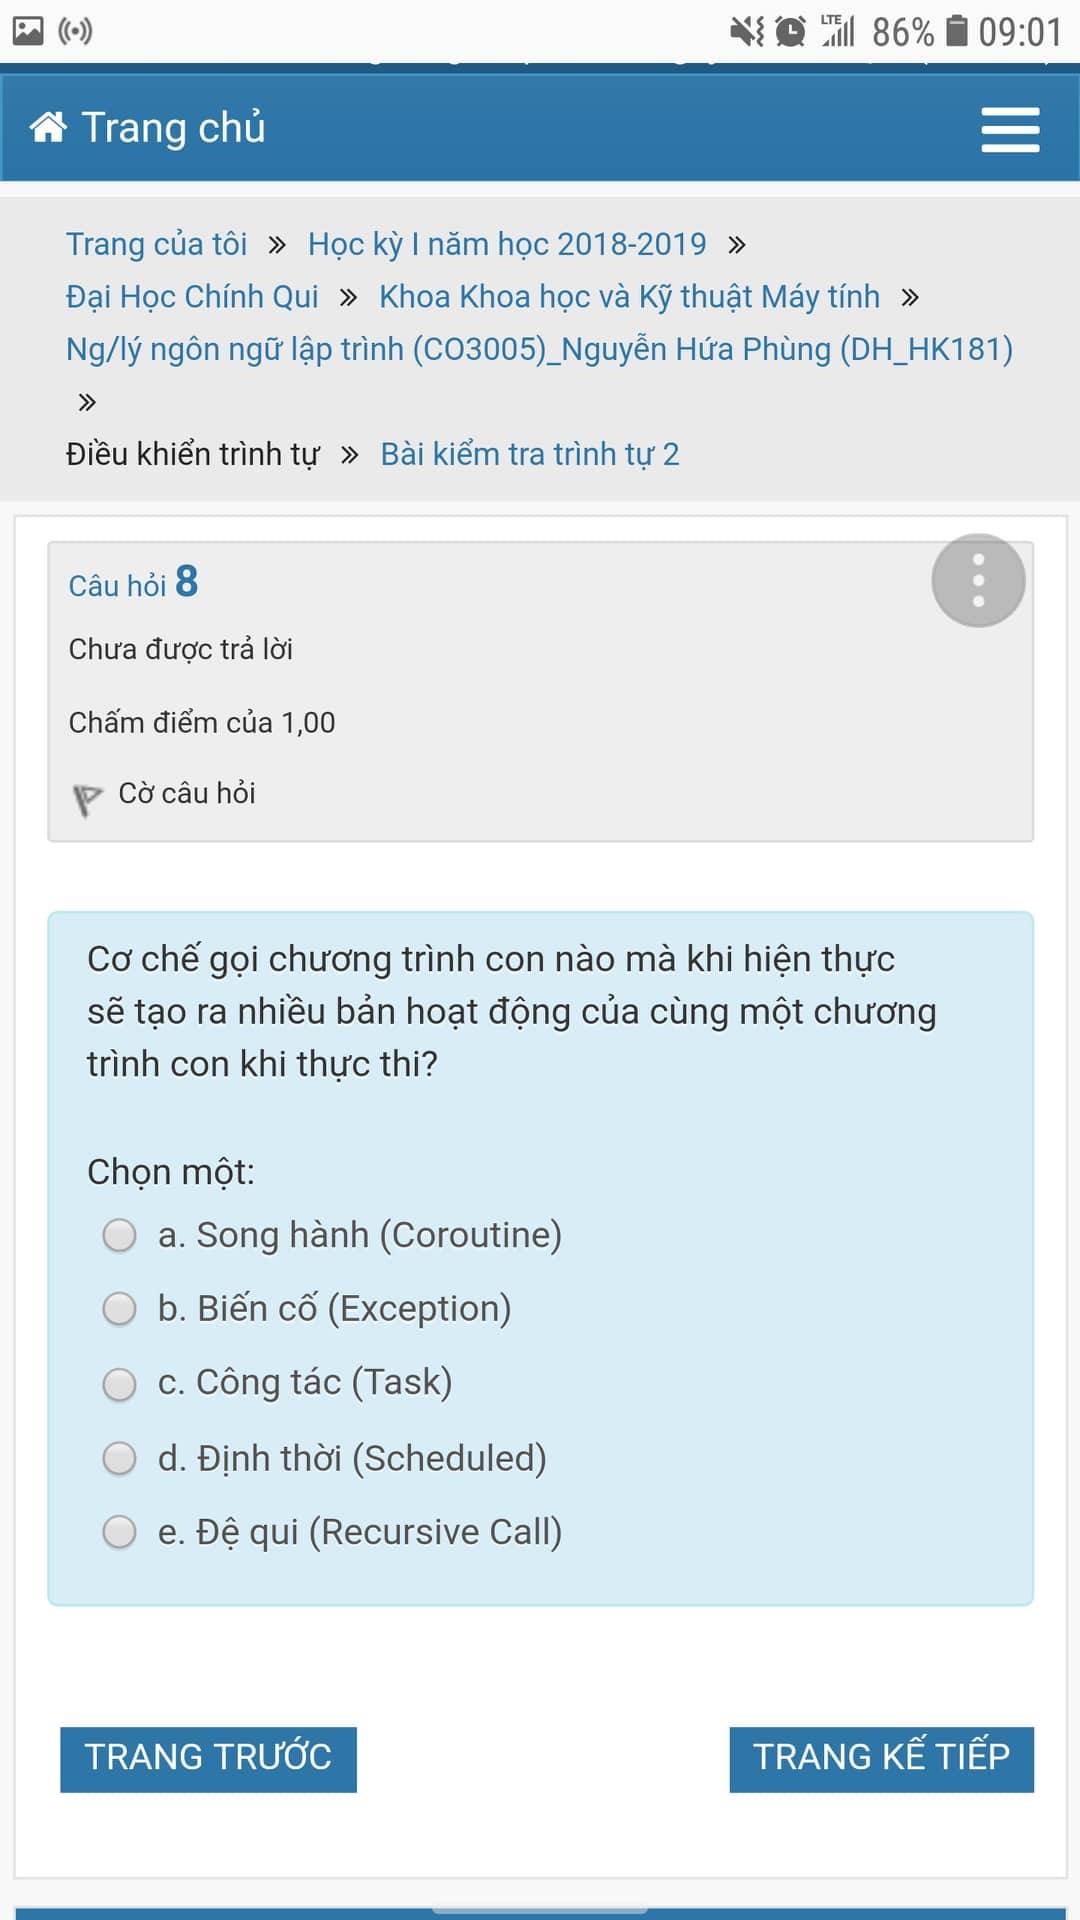 LTE 86% 09:01
Trang chủ
Trang của tôi » Học kỳ I năm học 2018-2019 »
Đại Học Chính Qui » Khoa Khoa học và Kỹ thuật Máy tính »
Ng/lý ngôn ngữ lập trình (CO3005)_Nguyễn Hứa Phùng (DH_HK181)
»
Điều khiển trình tự » Bài kiểm tra trình tự 2
Câu hỏi 8
Chưa được trả lời
Chấm điểm của 1,00
Cờ câu hỏi
Cơ chế gọi chương trình con nào mà khi hiện thực
sẽ tạo ra nhiều bản hoạt động của cùng một chương
trình con khi thực thi?
Chọn một:
a. Song hành (Coroutine)
b. Biến cố (Exception)
c. Công tác (Task)
d. Định thời (Scheduled)
e. Đệ qui (Recursive Call)
TRANG TRƯỚC TRANG KẾ TIẾP